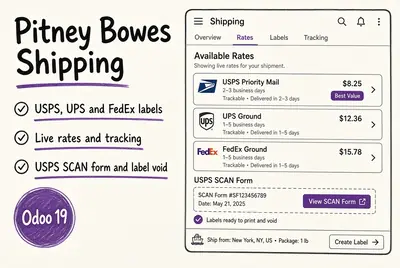 Pitney Bowes
Shipping
USPS, UPS and FedEx labels
Live rates and tracking
USPS SCAN form and label void
Odoo 19
Shipping
Overview
Rates
Labels
Tracking
Available Rates
Showing live rates for your shipment.
USPS Priority Mail
2–3 business days
Trackable • Delivered in 2–3 days
$8.25
Best Value
ups
UPS Ground
1–5 business days
Trackable • Delivered in 1–5 days
$12.36
FedEx
FedEx Ground
1–5 business days
Trackable • Delivered in 1–5 days
$15.78
USPS SCAN Form
SCAN Form #SF123456789
Date: May 21, 2025
View SCAN Form
Labels ready to print and void
Ship from: New York, NY, US • Package: 1 lb
Create Label